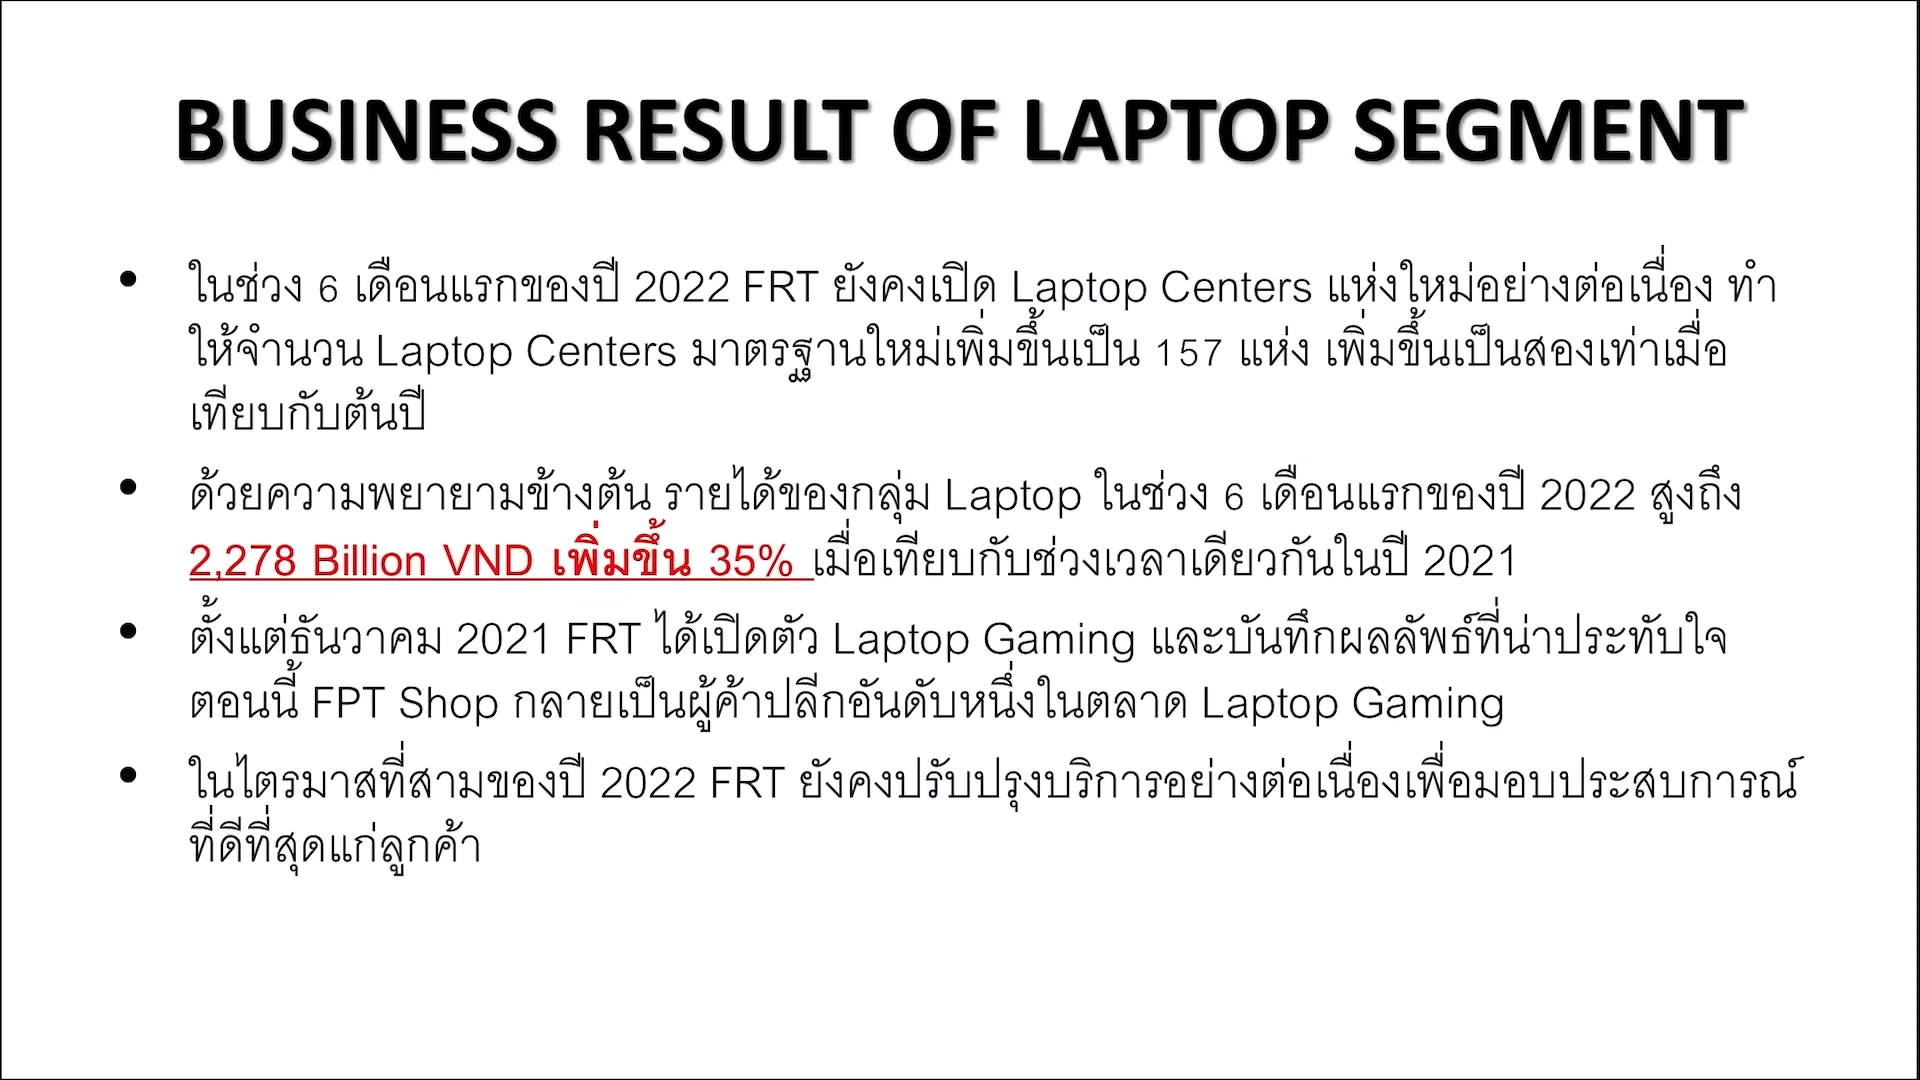 BUSINESS RESULT OF LAPTOP SEGMENT
• ในช่วง 6 เดือนแรกของปี 2022 FRT ยังคงเปิด Laptop Centers แห่งใหม่อย่างต่อเนื่อง ทำ
ให้จำนวน Laptop Centers มาตรฐานใหม่เพิ่มขึ้นเป็น 157 แห่ง เพิ่มขึ้นเป็นสองเท่าเมื่อ
เทียบกับต้นปี
• ด้วยความพยายามข้างต้น รายได้ของกลุ่ม Laptop ในช่วง 6 เดือนแรกของปี 2022 สูงถึง
2,278 Billion VND เพิ่มขึ้น 35% เมื่อเทียบกับช่วงเวลาเดียวกันในปี 2021
• ตั้งแต่ธันวาคม 2021 FRT ได้เปิดตัว Laptop Gaming และบันทึกผลลัพธ์ที่น่าประทับใจ
ตอนนี้ FPT Shop กลายเป็นผู้ค้าปลีกอันดับหนึ่งในตลาด Laptop Gaming
• ในไตรมาสที่สามของปี 2022 FRT ยังคงปรับปรุงบริการอย่างต่อเนื่องเพื่อมอบประสบการณ์
ที่ดีที่สุดแก่ลูกค้า